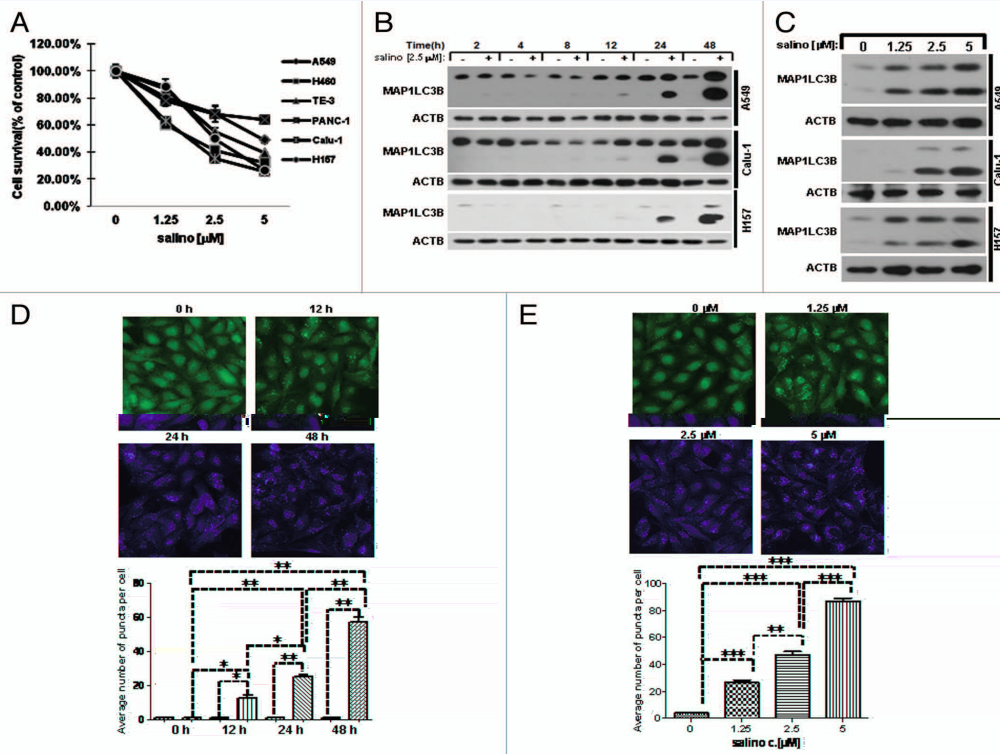 A
120.00%
100.00%
80.00%
60.00%
40.00%
20.00%
0.00%
Cell survival(% of control)
0 1.25 2.5 5
salino [µM]
A549
H460
TE-3
PANC-1
Calu-1
H157
B
Time(h) 2 4 8 12 24 48
salino [2.5 µM] - + - + - + - + - + - +
MAP1LC3B
ACTB
A549
MAP1LC3B
ACTB
Calu-1
MAP1LC3B
ACTB
H157
C
salino [µM]: 0 1.25 2.5 5
MAP1LC3B
ACTB
A549
MAP1LC3B
ACTB
Calu-1
MAP1LC3B
ACTB
H157
D
0 h 12 h
24 h 48 h
Average number of puncta per cell
80
60
40
20
0
** ** ** ** * ** * *
0 h 12 h 24 h 48 h
E
0 µM 1.25 µM
2.5 µM 5 µM
Average number of puncta per cell
100
80
60
40
20
0
*** *** *** ** ***
0 1.25 2.5 5
salino c.[µM]